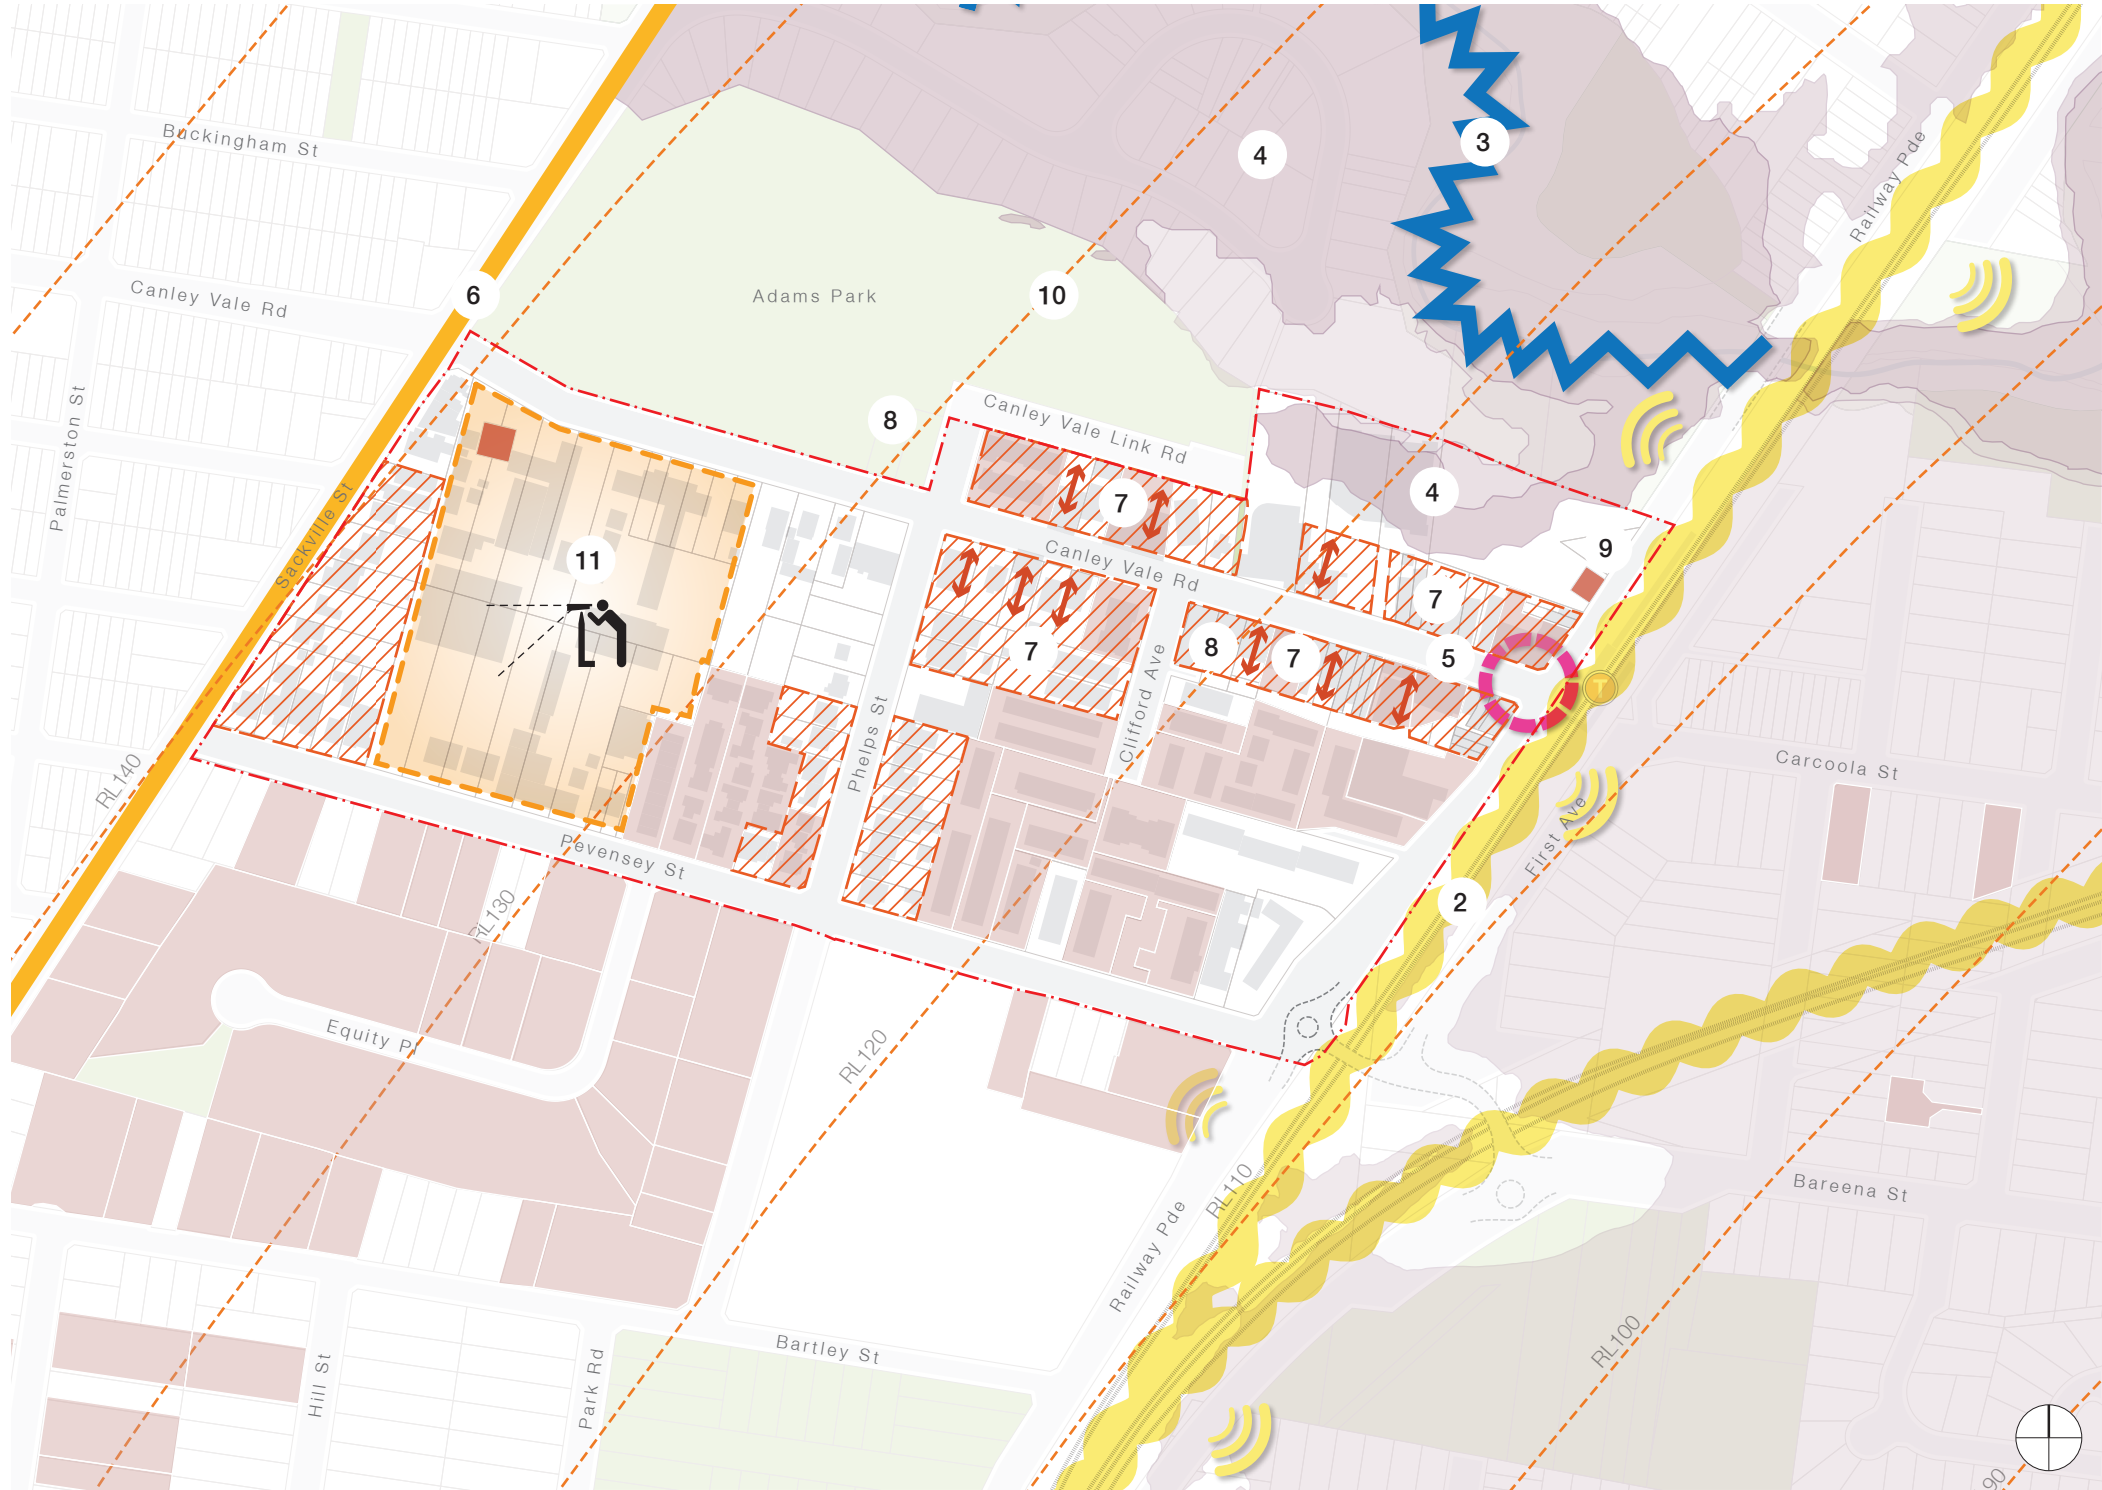 Buckingham St
Canley Vale Rd
Palmerston St
Sackville St
Adams Park
Canley Vale Link Rd
Canley Vale Rd
Railway Pde
3
4
6
10
8
4
7
9
11
7
7
8
7
5
T
Phelps St
Clifford Ave
Carcoola St
First Ave
RL140
Pevensey St
RL130
2
Equity Pl
RL120
RL110
Bareena St
Railway Pde
Bartley St
RL100
Hill St
Park Rd
90